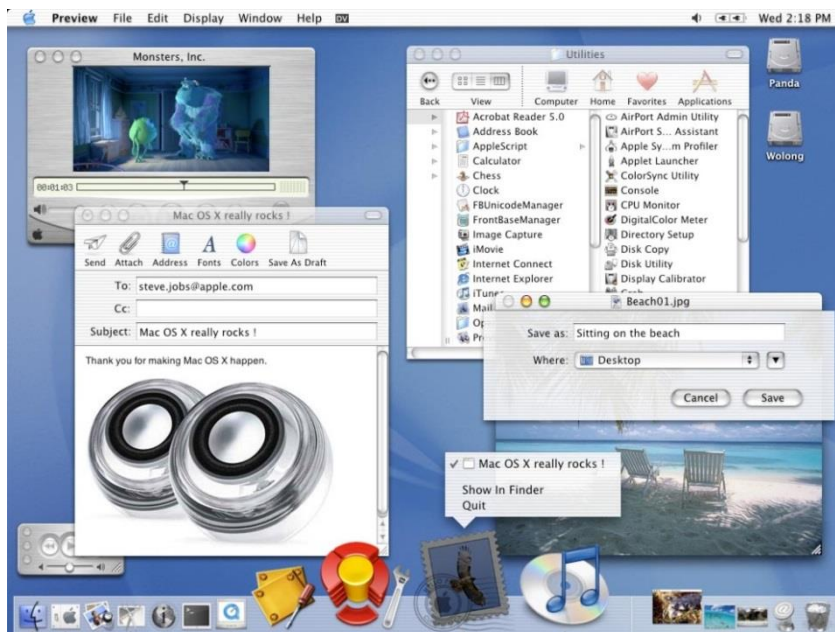 Preview File Edit Display Window Help DV Wed 2:18 PM
Monsters, Inc.
00:01:03
Utilities
Back View Computer Home Favorites Applications
Acrobat Reader 5.0
Address Book
AppleScript
Calculator
Chess
Clock
FBUnicodeManager
FrontBaseManager
Image Capture
iMovie
Internet Connect
Internet Explorer
iTunes
Mail
Op
Pr
AirPort Admin Utility
AirPort S... Assistant
Apple Sy...m Profiler
Applet Launcher
ColorSync Utility
Console
CPU Monitor
DigitalColor Meter
Directory Setup
Disk Copy
Disk Utility
Display Calibrator
Grab
Panda
Wolong
Mac OS X really rocks !
Send Attach Address Fonts Colors Save As Draft
To: steve.jobs@apple.com
Cc:
Subject: Mac OS X really rocks !
Thank you for making Mac OS X happen.
Beach01.jpg
Save as: Sitting on the beach
Where: Desktop
Cancel Save
Mac OS X really rocks !
Show In Finder
Quit